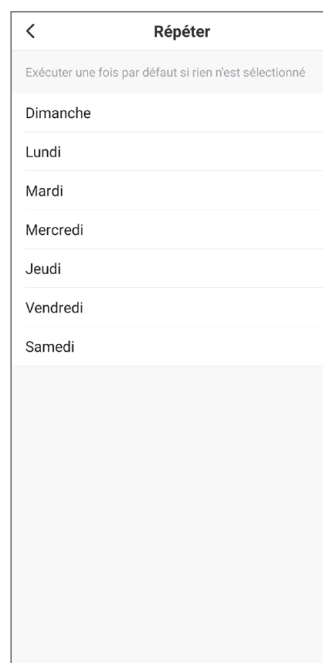 Répéter
Exécuter une fois par défaut si rien n'est sélectionné
Dimanche
Lundi
Mardi
Mercredi
Jeudi
Vendredi
Samedi